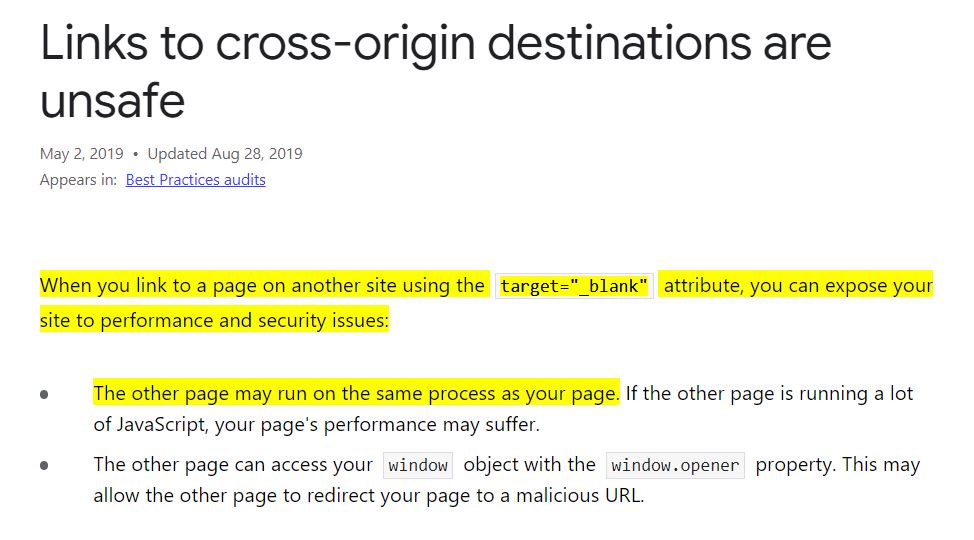 Links to cross-origin destinations are
unsafe
May 2, 2019 • Updated Aug 28, 2019
Appears in: Best Practices audits
When you link to a page on another site using the target="_blank" attribute, you can expose your
site to performance and security issues:
• The other page may run on the same process as your page. If the other page is running a lot
of JavaScript, your page's performance may suffer.
• The other page can access your window object with the window.opener property. This may
allow the other page to redirect your page to a malicious URL.